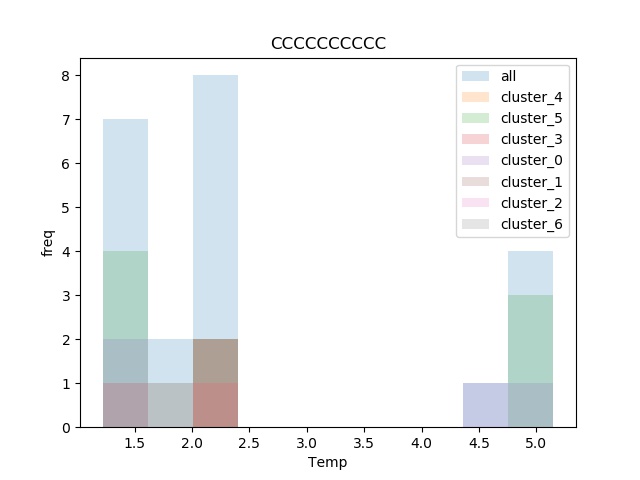 CCCCCCCCCC
freq
8
7
6
5
4
3
2
1
0
all
cluster_4
cluster_5
cluster_3
cluster_0
cluster_1
cluster_2
cluster_6
1.5 2.0 2.5 3.0 3.5 4.0 4.5 5.0
Temp